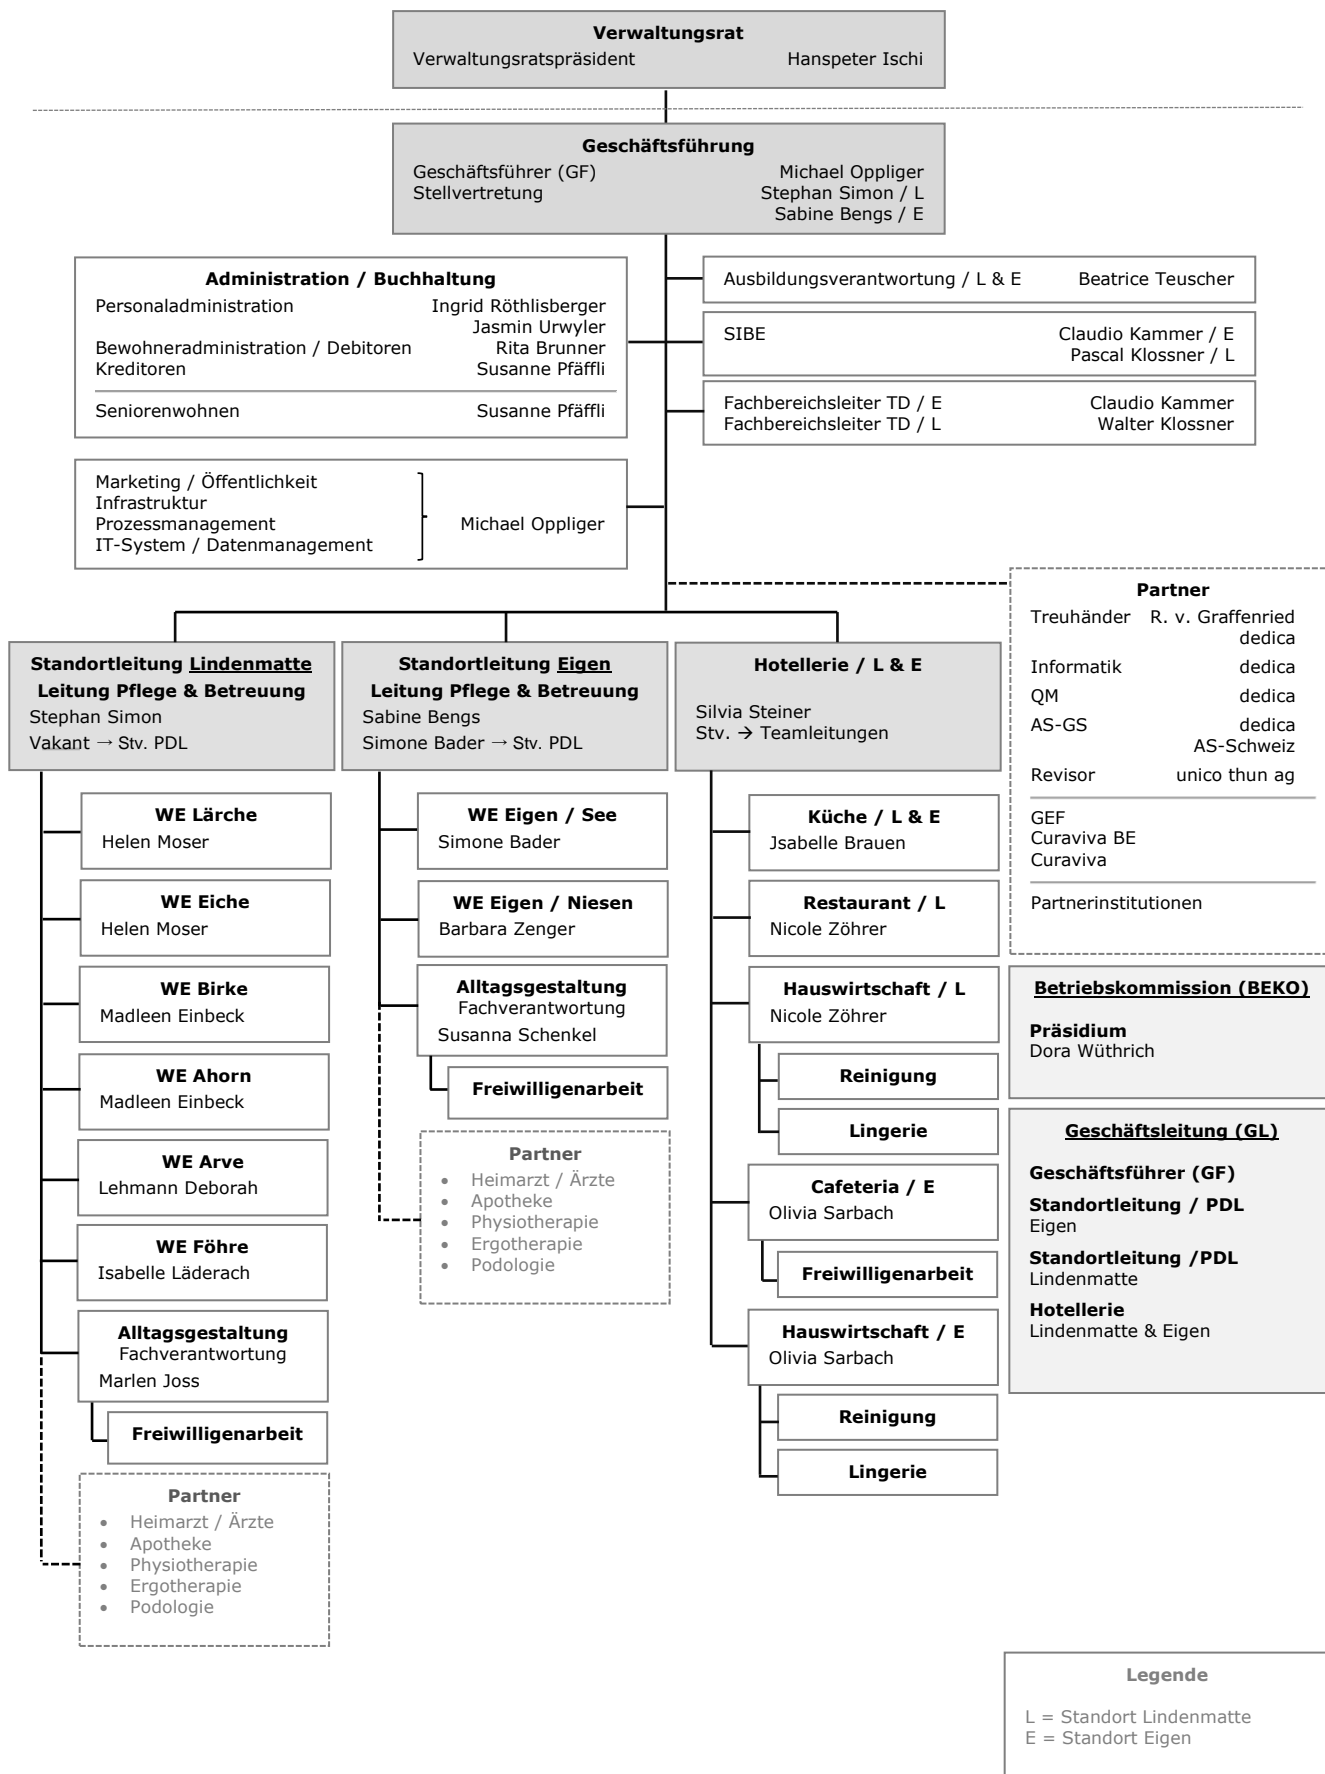 Verwaltungsrat
Verwaltungsratspräsident Hanspeter Ischi
Geschäftsführung
Geschäftsführer (GF) Michael Oppliger
Stellvertretung Stephan Simon / L
Sabine Bengs / E
Administration / Buchhaltung
Personaladministration Ingrid Röthlisberger
Jasmin Urwyler
Bewohneradministration / Debitoren Rita Brunner
Kreditoren Susanne Pfäffli
Seniorenwohnen Susanne Pfäffli
Ausbildungsverantwortung / L & E Beatrice Teuscher
SIBE Claudio Kammer / E
Pascal Klossner / L
Fachbereichsleiter TD / E Claudio Kammer
Fachbereichsleiter TD / L Walter Klossner
Marketing / Öffentlichkeit
Infrastruktur
Prozessmanagement
IT-System / Datenmanagement
Michael Oppliger
Partner
Treuhänder R. v. Graffenried
dedica
Informatik dedica
QM dedica
AS-GS dedica
AS-Schweiz
Revisor unico thun ag
GEF
Curaviva BE
Curaviva
Partnerinstitutionen
Standortleitung Lindenmatte
Leitung Pflege & Betreuung
Stephan Simon
Vakant → Stv. PDL
WE Lärche
Helen Moser
WE Eiche
Helen Moser
WE Birke
Madleen Einbeck
WE Ahorn
Madleen Einbeck
WE Arve
Lehmann Deborah
WE Föhre
Isabelle Läderach
Alltagsgestaltung
Fachverantwortung
Marlen Joss
Freiwilligenarbeit
Partner
• Heimarzt / Ärzte
• Apotheke
• Physiotherapie
• Ergotherapie
• Podologie
Standortleitung Eigen
Leitung Pflege & Betreuung
Sabine Bengs
Simone Bader → Stv. PDL
WE Eigen / See
Simone Bader
WE Eigen / Niesen
Barbara Zenger
Alltagsgestaltung
Fachverantwortung
Susanna Schenkel
Freiwilligenarbeit
Partner
• Heimarzt / Ärzte
• Apotheke
• Physiotherapie
• Ergotherapie
• Podologie
Hotellerie / L & E
Silvia Steiner
Stv. → Teamleitungen
Küche / L & E
Jsabelle Brauen
Restaurant / L
Nicole Zöhrer
Hauswirtschaft / L
Nicole Zöhrer
Reinigung
Lingerie
Cafeteria / E
Olivia Sarbach
Freiwilligenarbeit
Hauswirtschaft / E
Olivia Sarbach
Reinigung
Lingerie
Betriebskommission (BEKO)
Präsidium
Dora Wüthrich
Geschäftsleitung (GL)
Geschäftsführer (GF)
Standortleitung / PDL
Eigen
Standortleitung /PDL
Lindenmatte
Hotellerie
Lindenmatte & Eigen
Legende
L = Standort Lindenmatte
E = Standort Eigen